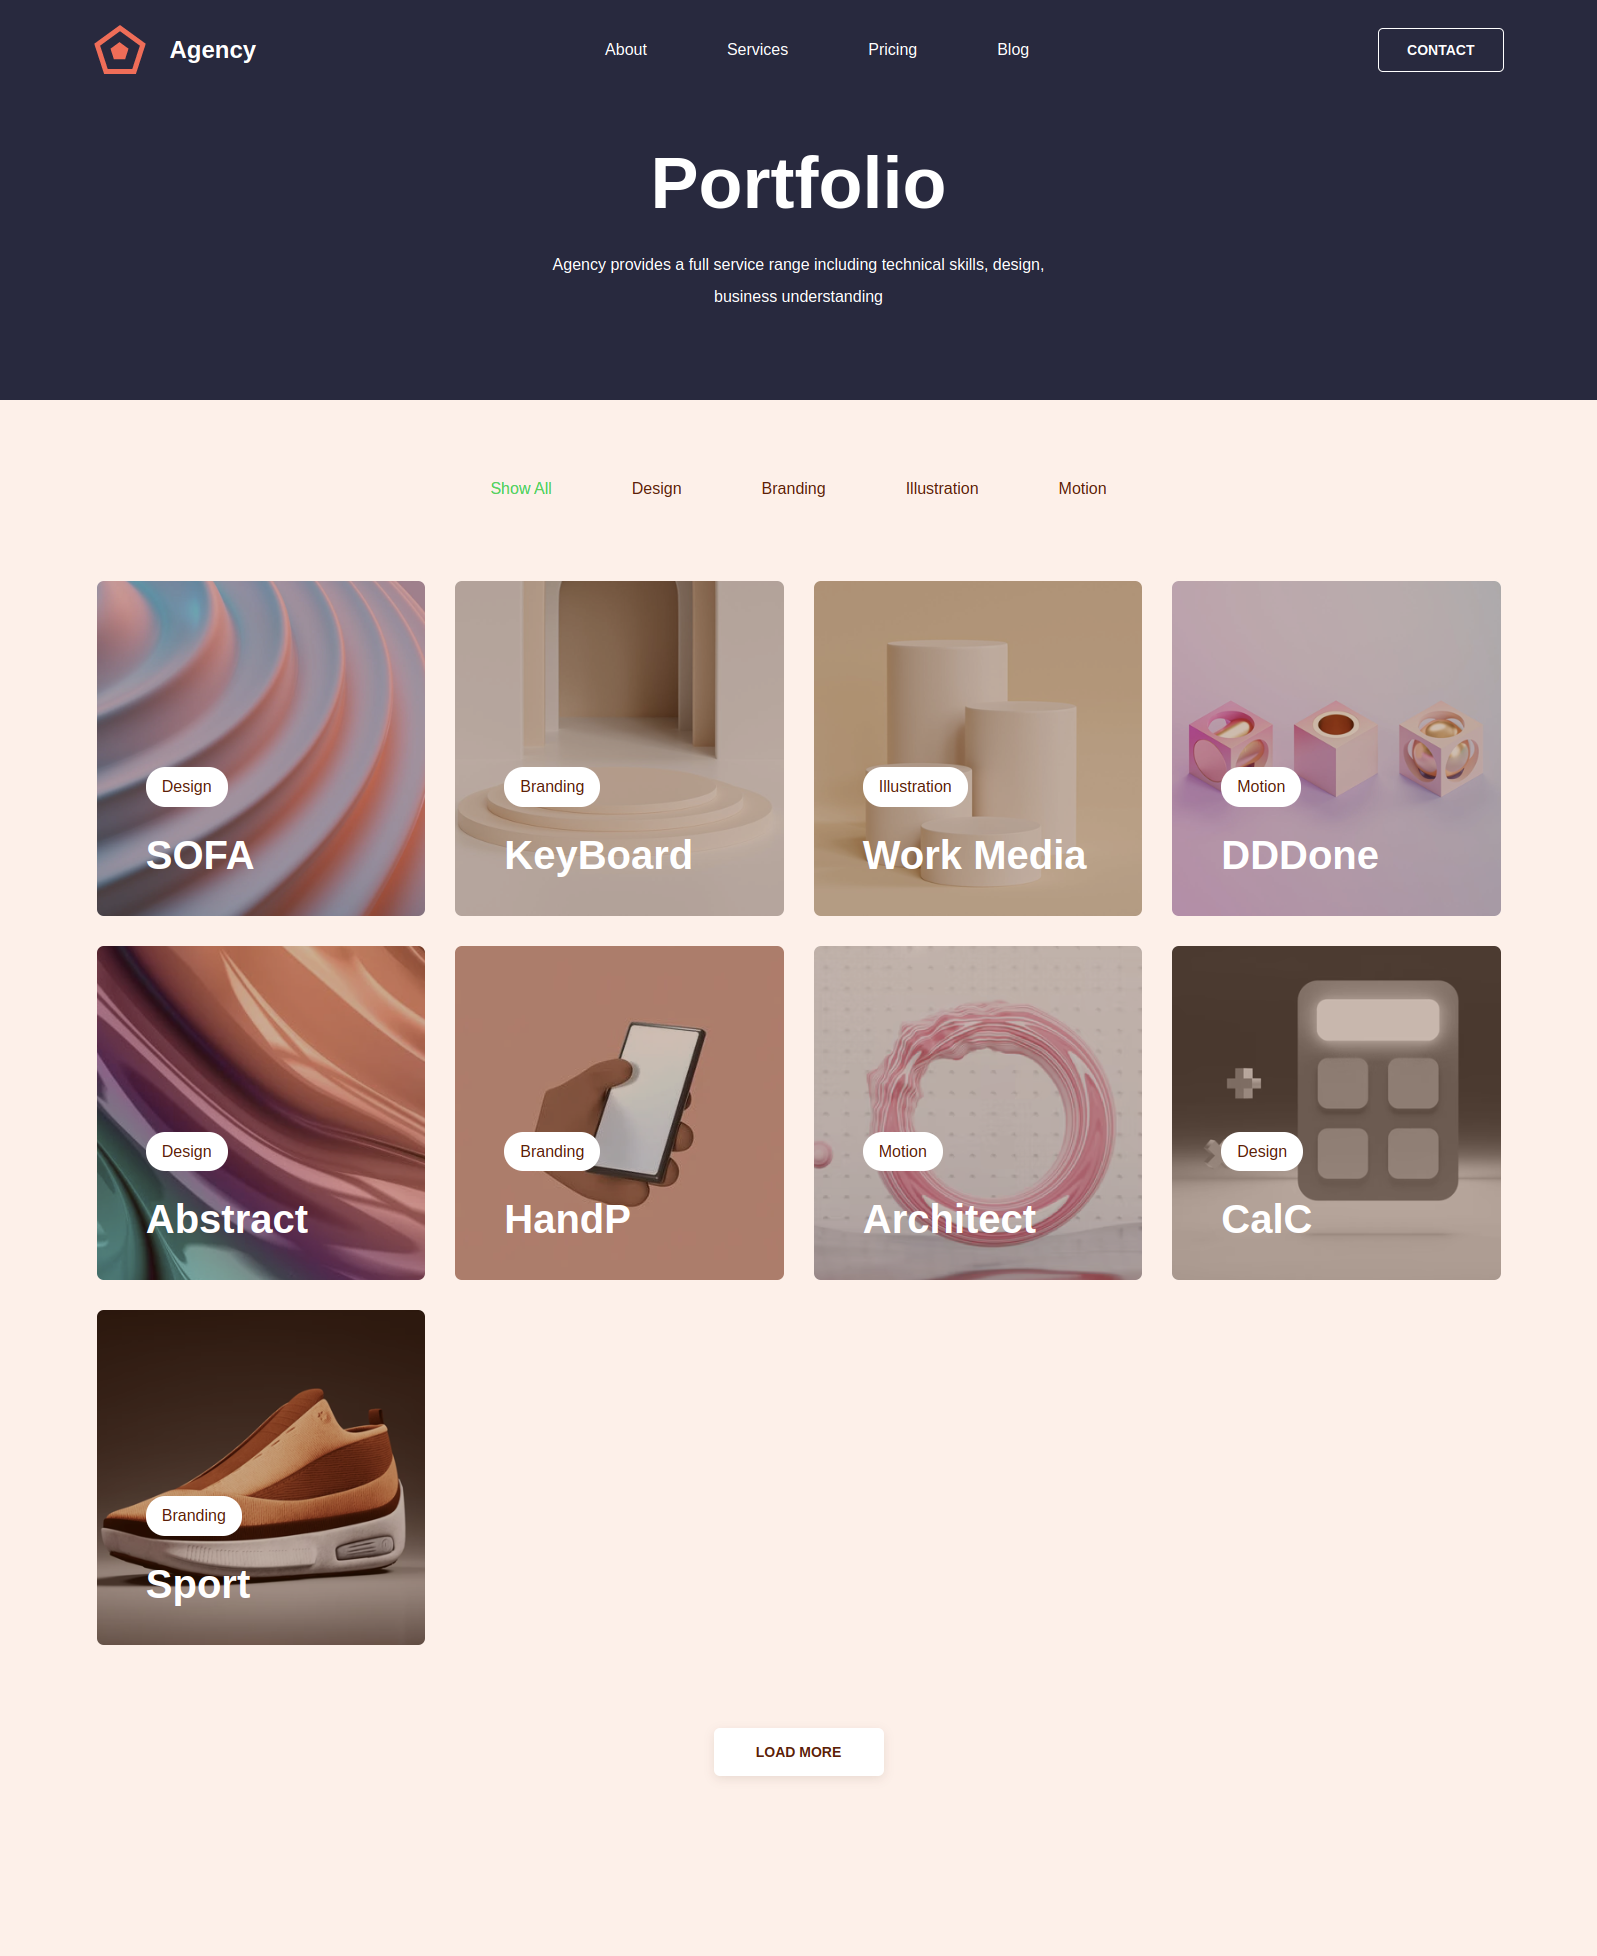 Agency
About
Services
Pricing
Blog
CONTACT
Portfolio
Agency provides a full service range including technical skills, design,
business understanding
Show All
Design
Branding
Illustration
Motion
Design
SOFA
Branding
KeyBoard
Illustration
Work Media
Motion
DDDone
Design
Abstract
Branding
HandP
Motion
Architect
Design
CalC
Branding
Sport
LOAD MORE